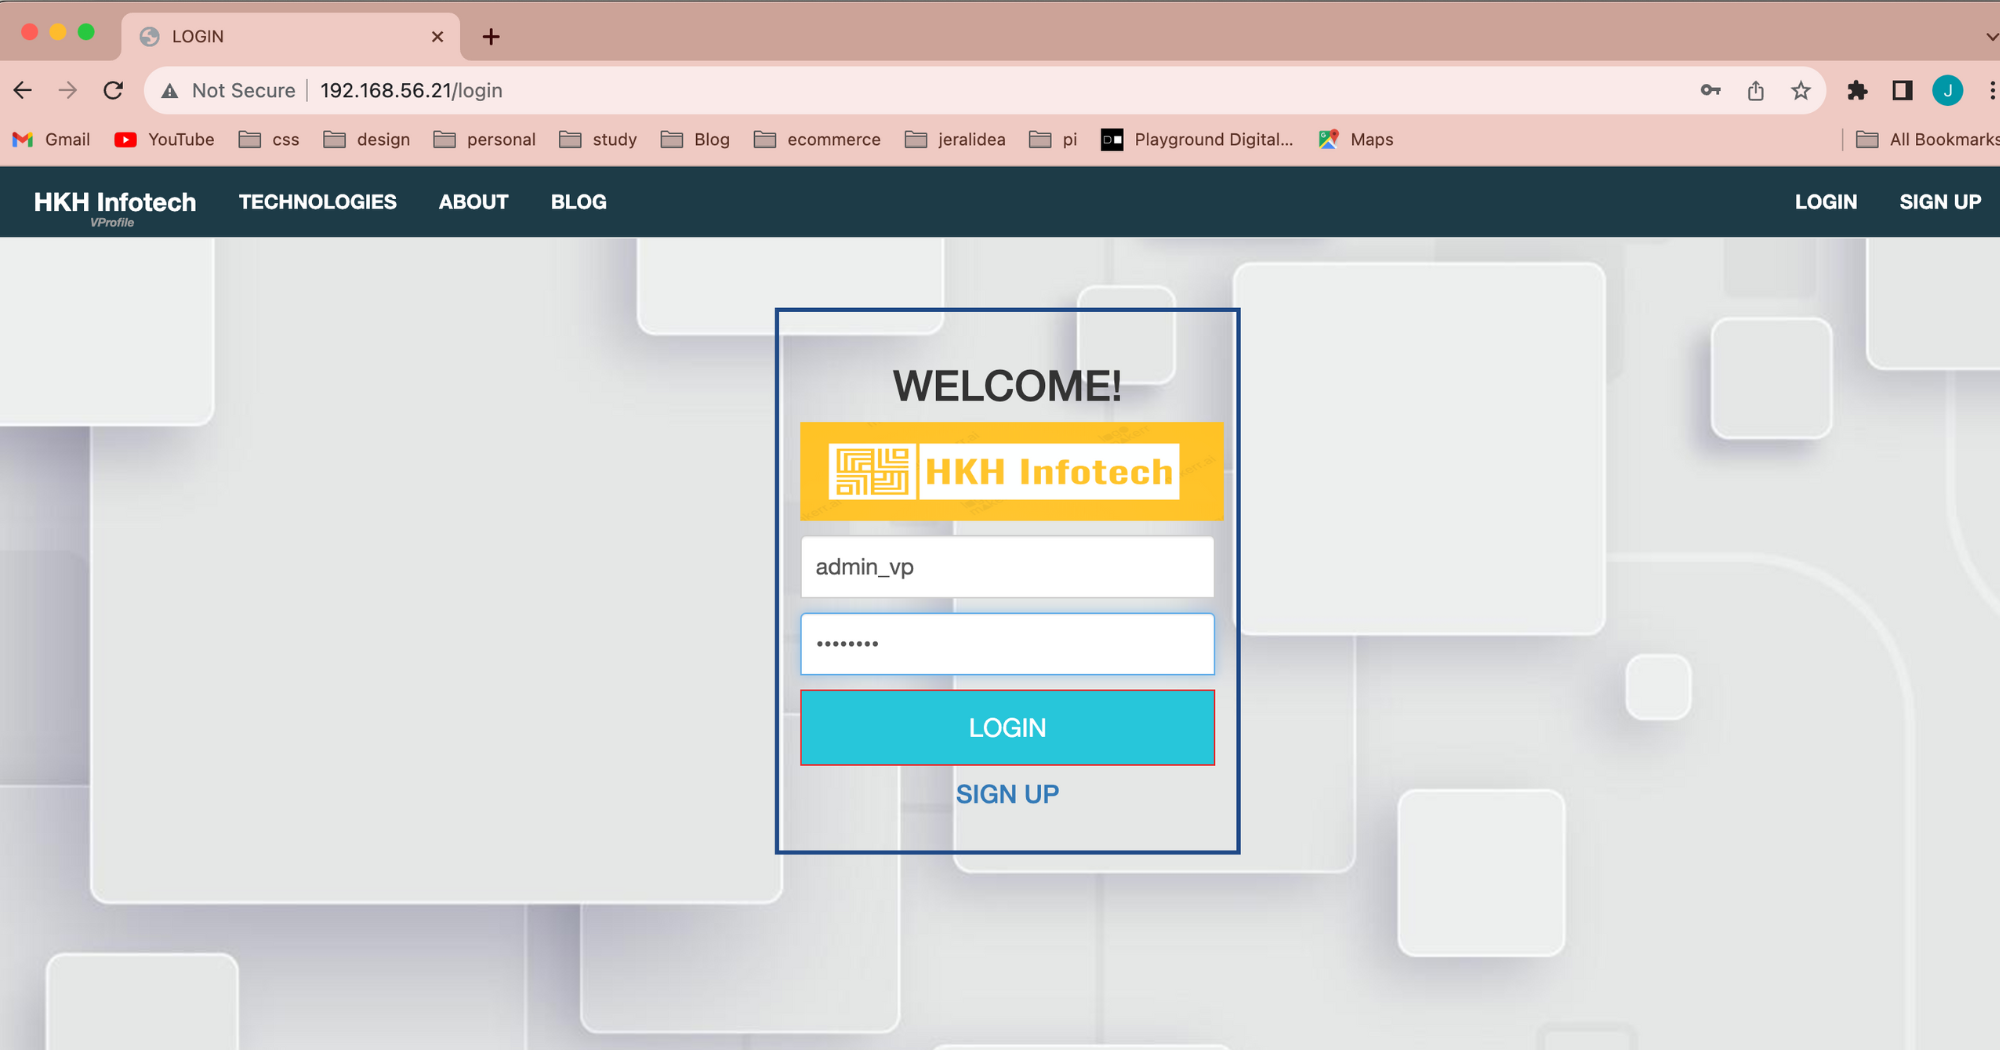 LOGIN
Not Secure 192.168.56.21/login
J
Gmail YouTube css design personal study Blog ecommerce jeralidea pi Playground Digital... Maps All Bookmarks
HKH Infotech TECHNOLOGIES ABOUT BLOG LOGIN SIGN UP
VProfile
WELCOME!
HKH Infotech
admin_vp
••••••••
LOGIN
SIGN UP